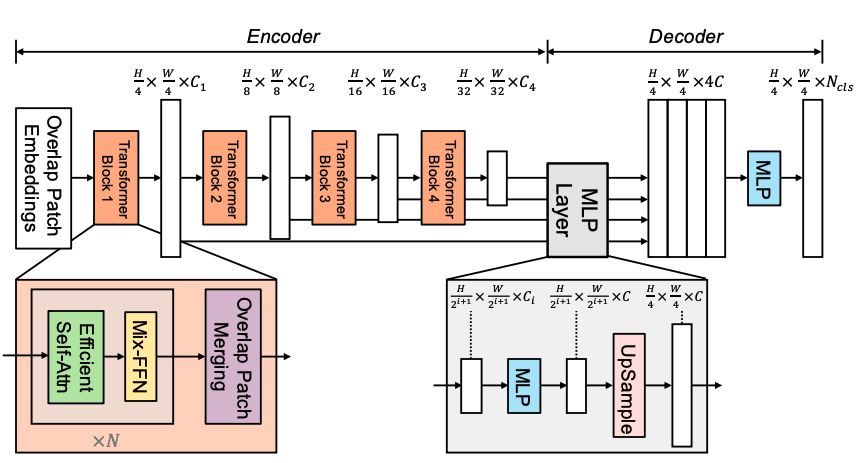 Encoder
Decoder
H/4 × W/4 × C₁
H/8 × W/8 × C₂
H/16 × W/16 × C₃
H/32 × W/32 × C₄
H/4 × W/4 × 4C
H/4 × W/4 × N_cls
Overlap Patch
Embeddings
Transformer
Block 1
Transformer
Block 2
Transformer
Block 3
Transformer
Block 4
MLP
Layer
MLP
Efficient
Self-Attn
Mix-FFN
Overlap Patch
Merging
×N
H/2^{i+1} × W/2^{i+1} × C_i
H/2^{i+1} × W/2^{i+1} × C
H/4 × W/4 × C
MLP
UpSample